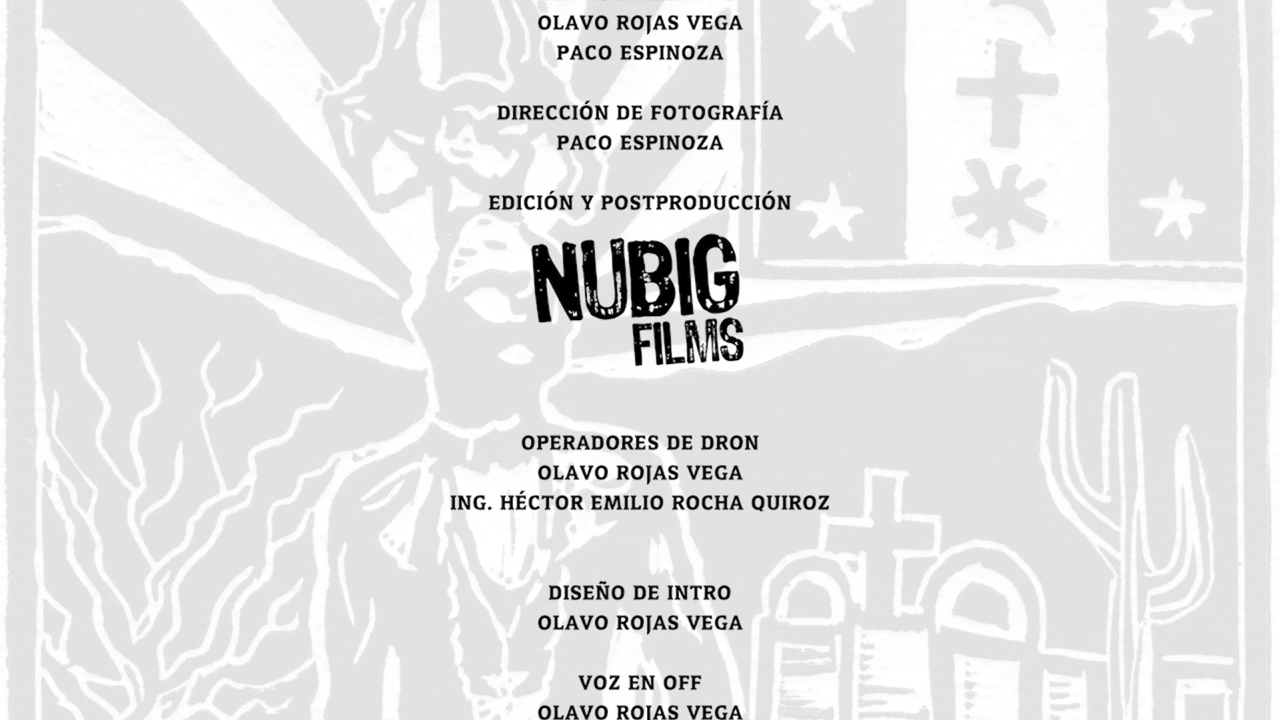 OLAVO ROJAS VEGA
PACO ESPINOZA
DIRECCIÓN DE FOTOGRAFÍA
PACO ESPINOZA
EDICIÓN Y POSTPRODUCCIÓN
NUBIG
FILMS
OPERADORES DE DRON
OLAVO ROJAS VEGA
ING. HÉCTOR EMILIO ROCHA QUIROZ
DISEÑO DE INTRO
OLAVO ROJAS VEGA
VOZ EN OFF
OLAVO ROJAS VEGA